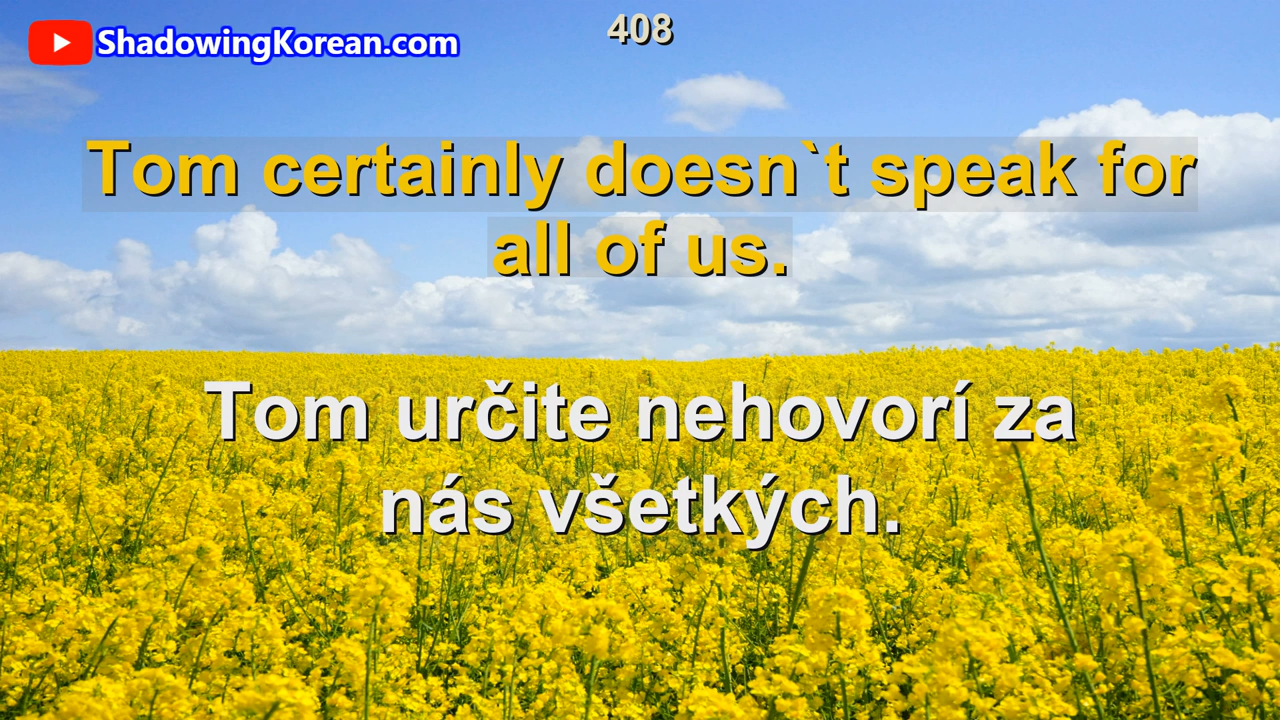 408
ShadowingKorean.com
Tom certainly doesn`t speak for
all of us.
Tom určite nehovorí za
nás všetkých.